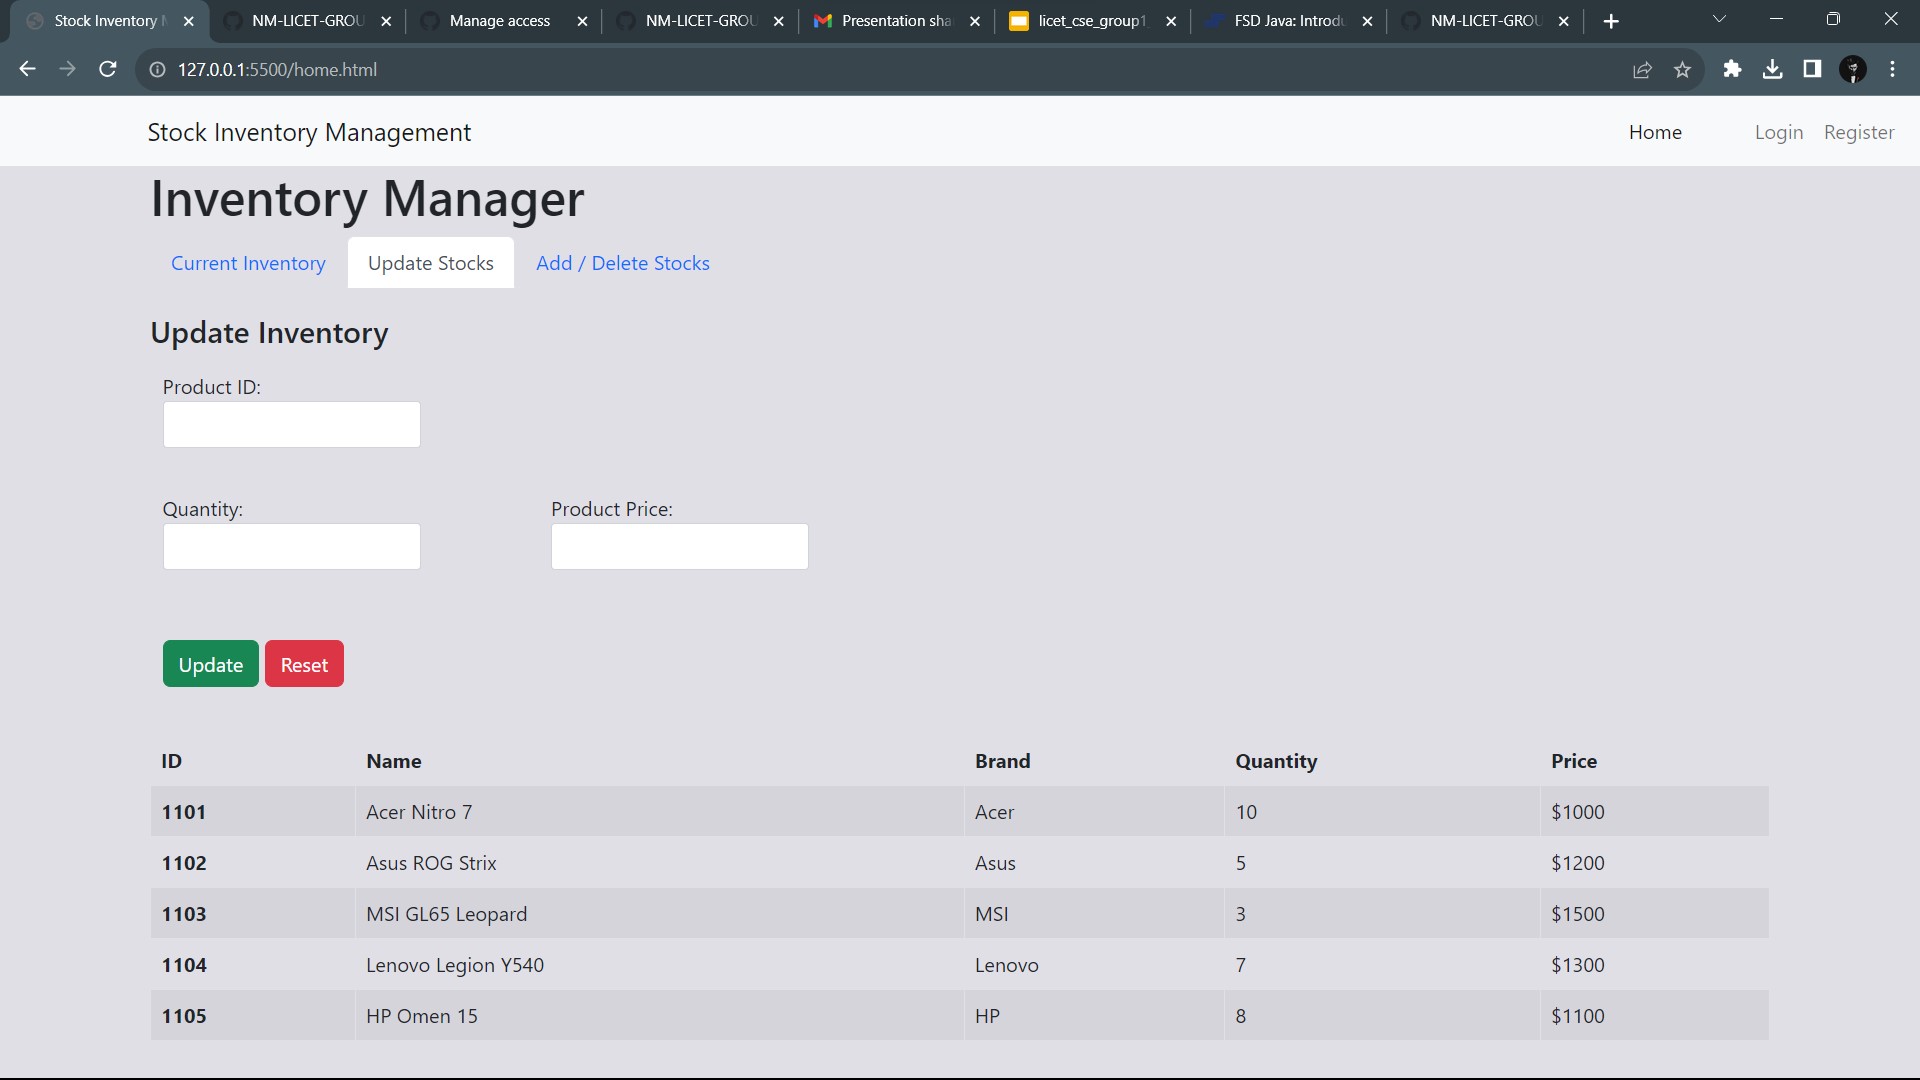 Stock Inventory M
NM-LICET-GROU
Manage access
NM-LICET-GROU
Presentation sha
licet_cse_group1
FSD Java: Introdu
NM-LICET-GROU
127.0.0.1:5500/home.html
Stock Inventory Management
Home Login Register
Inventory Manager
Current Inventory Update Stocks Add / Delete Stocks
Update Inventory
Product ID:
Quantity: Product Price:
Update Reset
ID Name Brand Quantity Price
1101 Acer Nitro 7 Acer 10 $1000
1102 Asus ROG Strix Asus 5 $1200
1103 MSI GL65 Leopard MSI 3 $1500
1104 Lenovo Legion Y540 Lenovo 7 $1300
1105 HP Omen 15 HP 8 $1100